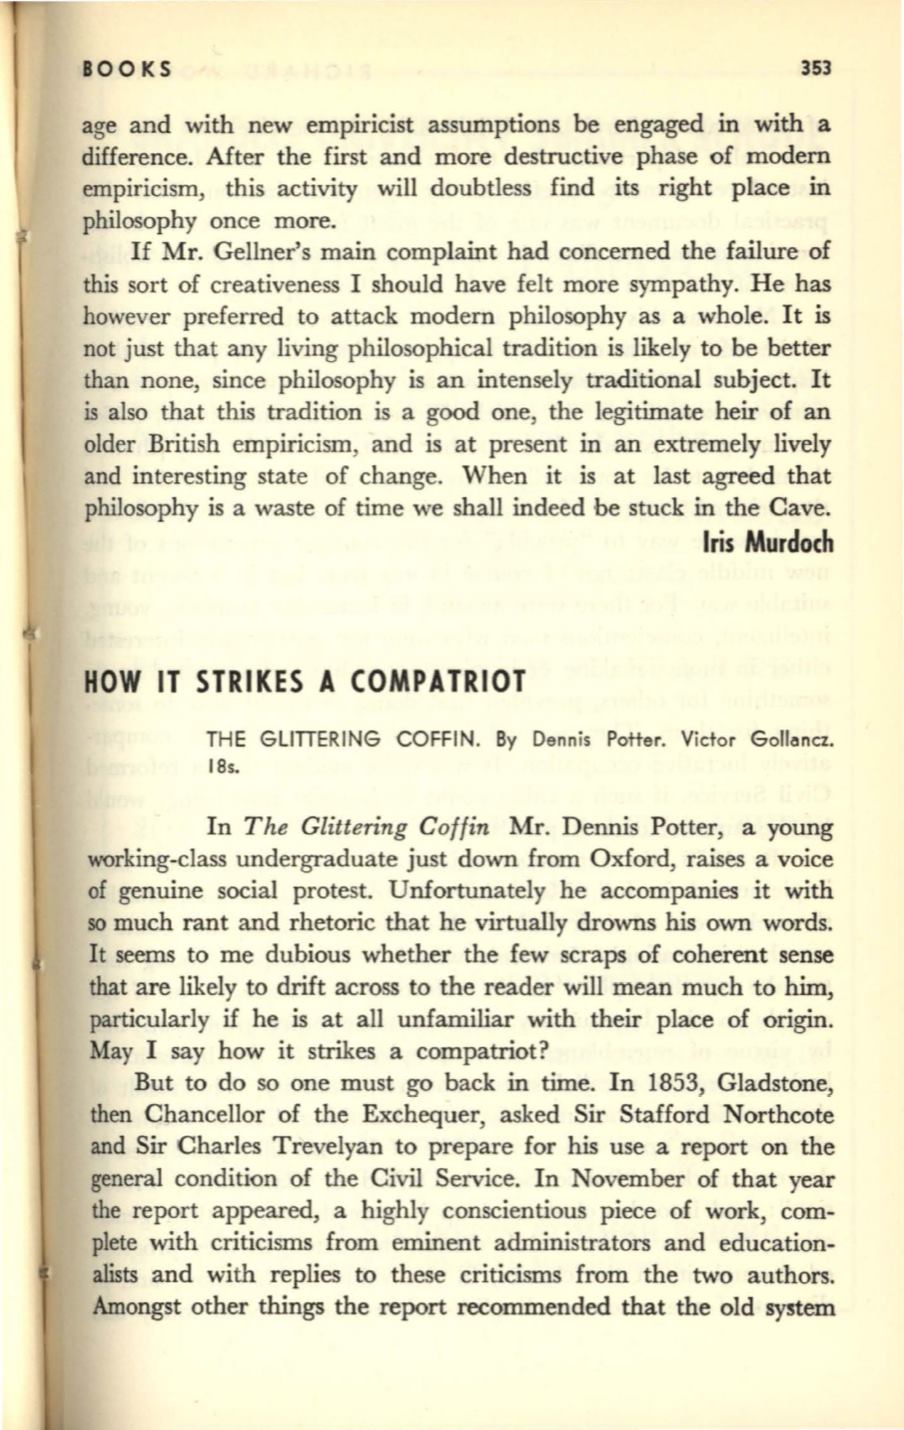 BOOKS 353
age and with new empiricist assumptions be engaged in with a
difference. After the first and more destructive phase of modern
empiricism, this activity will doubtless find its right place in
philosophy once more.
If Mr. Gellner's main complaint had concerned the failure of
this sort of creativeness I should have felt more sympathy. He has
however preferred to attack modern philosophy as a whole. It is
not just that any living philosophical tradition is likely to be better
than none, since philosophy is an intensely traditional subject. It
is also that this tradition is a good one, the legitimate heir of an
older British empiricism, and is at present in an extremely lively
and interesting state of change. When it is at last agreed that
philosophy is a waste of time we shall indeed be stuck in the Cave.
Iris Murdoch
HOW IT STRIKES A COMPATRIOT
THE GLITTERING COFFIN. By Dennis Potter. Victor Gollancz.
18s.
In The Glittering Coffin Mr. Dennis Potter, a young
working-class undergraduate just down from Oxford, raises a voice
of genuine social protest. Unfortunately he accompanies it with
so much rant and rhetoric that he virtually drowns his own words.
It seems to me dubious whether the few scraps of coherent sense
that are likely to drift across to the reader will mean much to him,
particularly if he is at all unfamiliar with their place of origin.
May I say how it strikes a compatriot?
But to do so one must go back in time. In 1853, Gladstone,
then Chancellor of the Exchequer, asked Sir Stafford Northcote
and Sir Charles Trevelyan to prepare for his use a report on the
general condition of the Civil Service. In November of that year
the report appeared, a highly conscientious piece of work, com-
plete with criticisms from eminent administrators and education-
alists and with replies to these criticisms from the two authors.
Amongst other things the report recommended that the old system